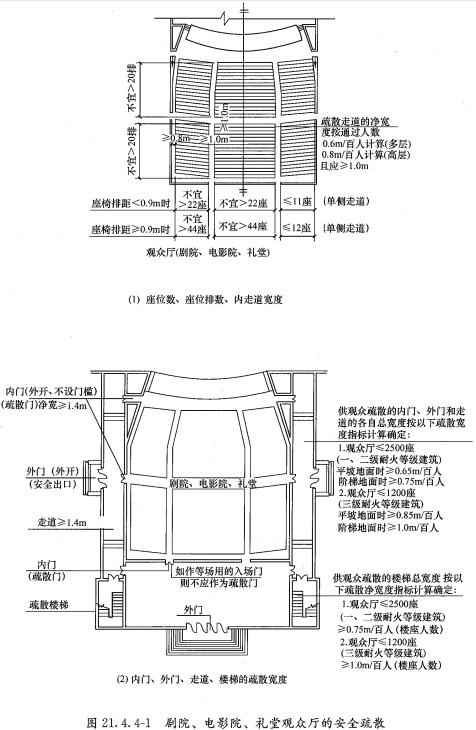 不宜>20排
不宜>20排
≥1.0m
≥0.8m
≥1.0m
疏散走道的净宽
度按通过人数
0.6m/百人计算(多层)
0.8m/百人计算(高层)
且应≥1.0m
座椅排距<0.9m时
不宜
>22座
不宜>22座
≤11座
(单侧走道)
座椅排距≥0.9m时
不宜
>44座
不宜>44座
≤12座
(单侧走道)
观众厅(剧院、电影院、礼堂)
(1) 座位数、座位排数、内走道宽度
内门(外开、不设门槛)
(疏散门)净宽≥1.4m
外门 (外开)
(安全出口)
走道≥1.4m
内门
(疏散门)
疏散楼梯
剧院、电影院、礼堂
如作等场用的入场门
则不应作为疏散门
外门
供观众疏散的内门、外门和走
道的各自总宽度按以下疏散宽
度指标计算确定:
1.观众厅≤2500座
(一、二级耐火等级建筑)
平坡地面时≥0.65m/百人
阶梯地面时≥0.75m/百人
2.观众厅≤1200座
(三级耐火等级建筑)
平坡地面时≥0.85m/百人
阶梯地面时≥1.0m/百人
供观众疏散的楼梯总宽度 按以
下疏散净宽度指标计算确定:
1.观众厅≤2500座
(一、二级耐火等级建筑)
≥0.75m/百人(楼座人数)
2.观众厅≤1200座
(三级耐火等级建筑)
≥1.0m/百人(楼座人数)
(2) 内门、外门、走道、楼梯的疏散宽度
图 21.4.4-1 剧院、电影院、礼堂观众厅的安全疏散